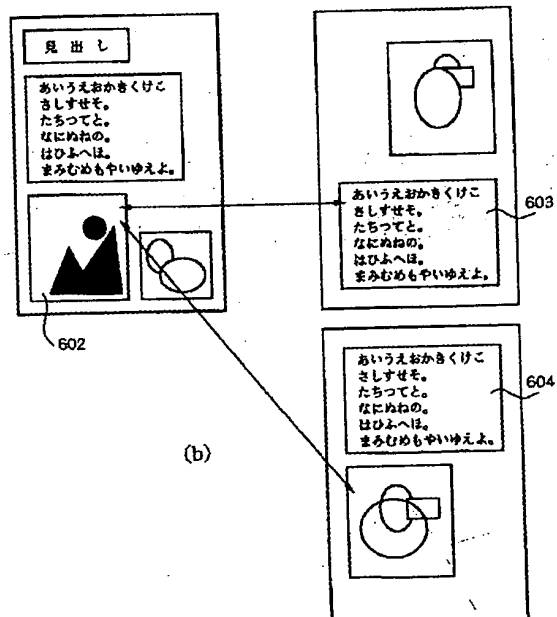 見出し
あいうえおかきくけこ
さしすせそ。
たちつてと。
なにぬねの。
はひふへほ。
まみむめもやいゆえよ。
602
あいうえおかきくけこ
さしすせそ。
たちつてと。
なにぬねの。
はひふへほ。
まみむめもやいゆえよ。
603
あいうえおかきくけこ
さしすせそ。
たちつてと。
なにぬねの。
はひふへほ。
まみむめもやいゆえよ。
604
(b)